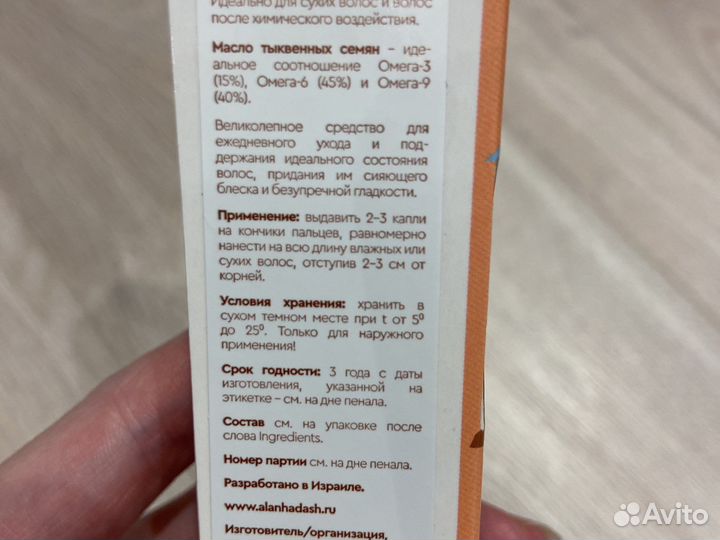 Идеально для сухих волос и волос
после химического воздействия.
Масло тыквенных семян – иде-
альное соотношение Омега-3
(15%), Омега-6 (45%) и Омега-9
(40%).
Великолепное средство для
ежедневного ухода и под-
держания идеального состояния
волос, придания им сияющего
блеска и безупречной гладкости.
Применение: выдавить 2–3 капли
на кончики пальцев, равномерно
нанести на всю длину влажных или
сухих волос, отступив 2–3 см от
корней.
Условия хранения: хранить в
сухом темном месте при t от 5⁰
до 25⁰. Только для наружного
применения!
Срок годности: 3 года с даты
изготовления, указанной на
этикетке – см. на дне пенала.
Состав см. на упаковке после
слова Ingredients.
Номер партии см. на дне пенала.
Разработано в Израиле.
www.alanhadash.ru
Изготовитель/организация,
Avito